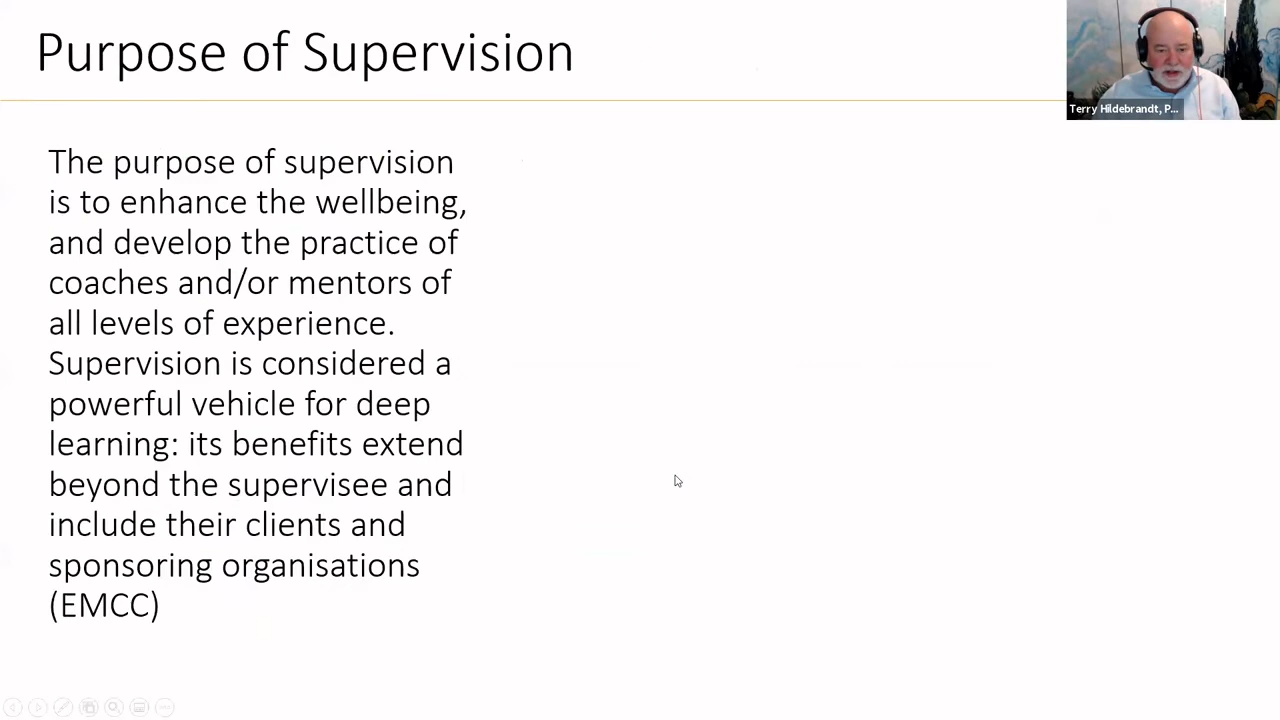 Purpose of Supervision
Terry Hildebrandt, P...
The purpose of supervision
is to enhance the wellbeing,
and develop the practice of
coaches and/or mentors of
all levels of experience.
Supervision is considered a
powerful vehicle for deep
learning: its benefits extend
beyond the supervisee and
include their clients and
sponsoring organisations
(EMCC)